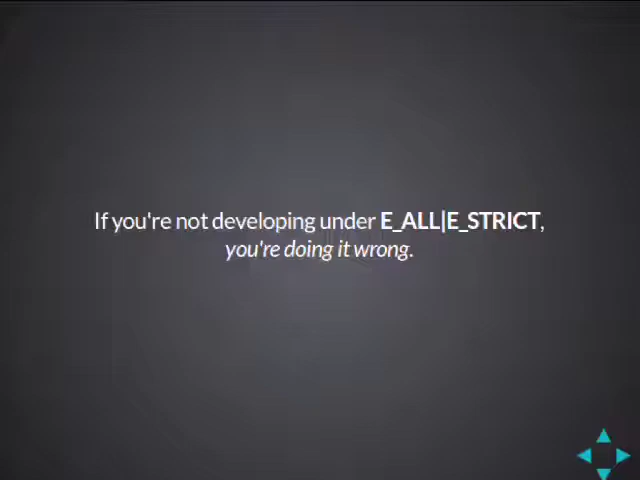 If you're not developing under E_ALL|E_STRICT,
you're doing it wrong.